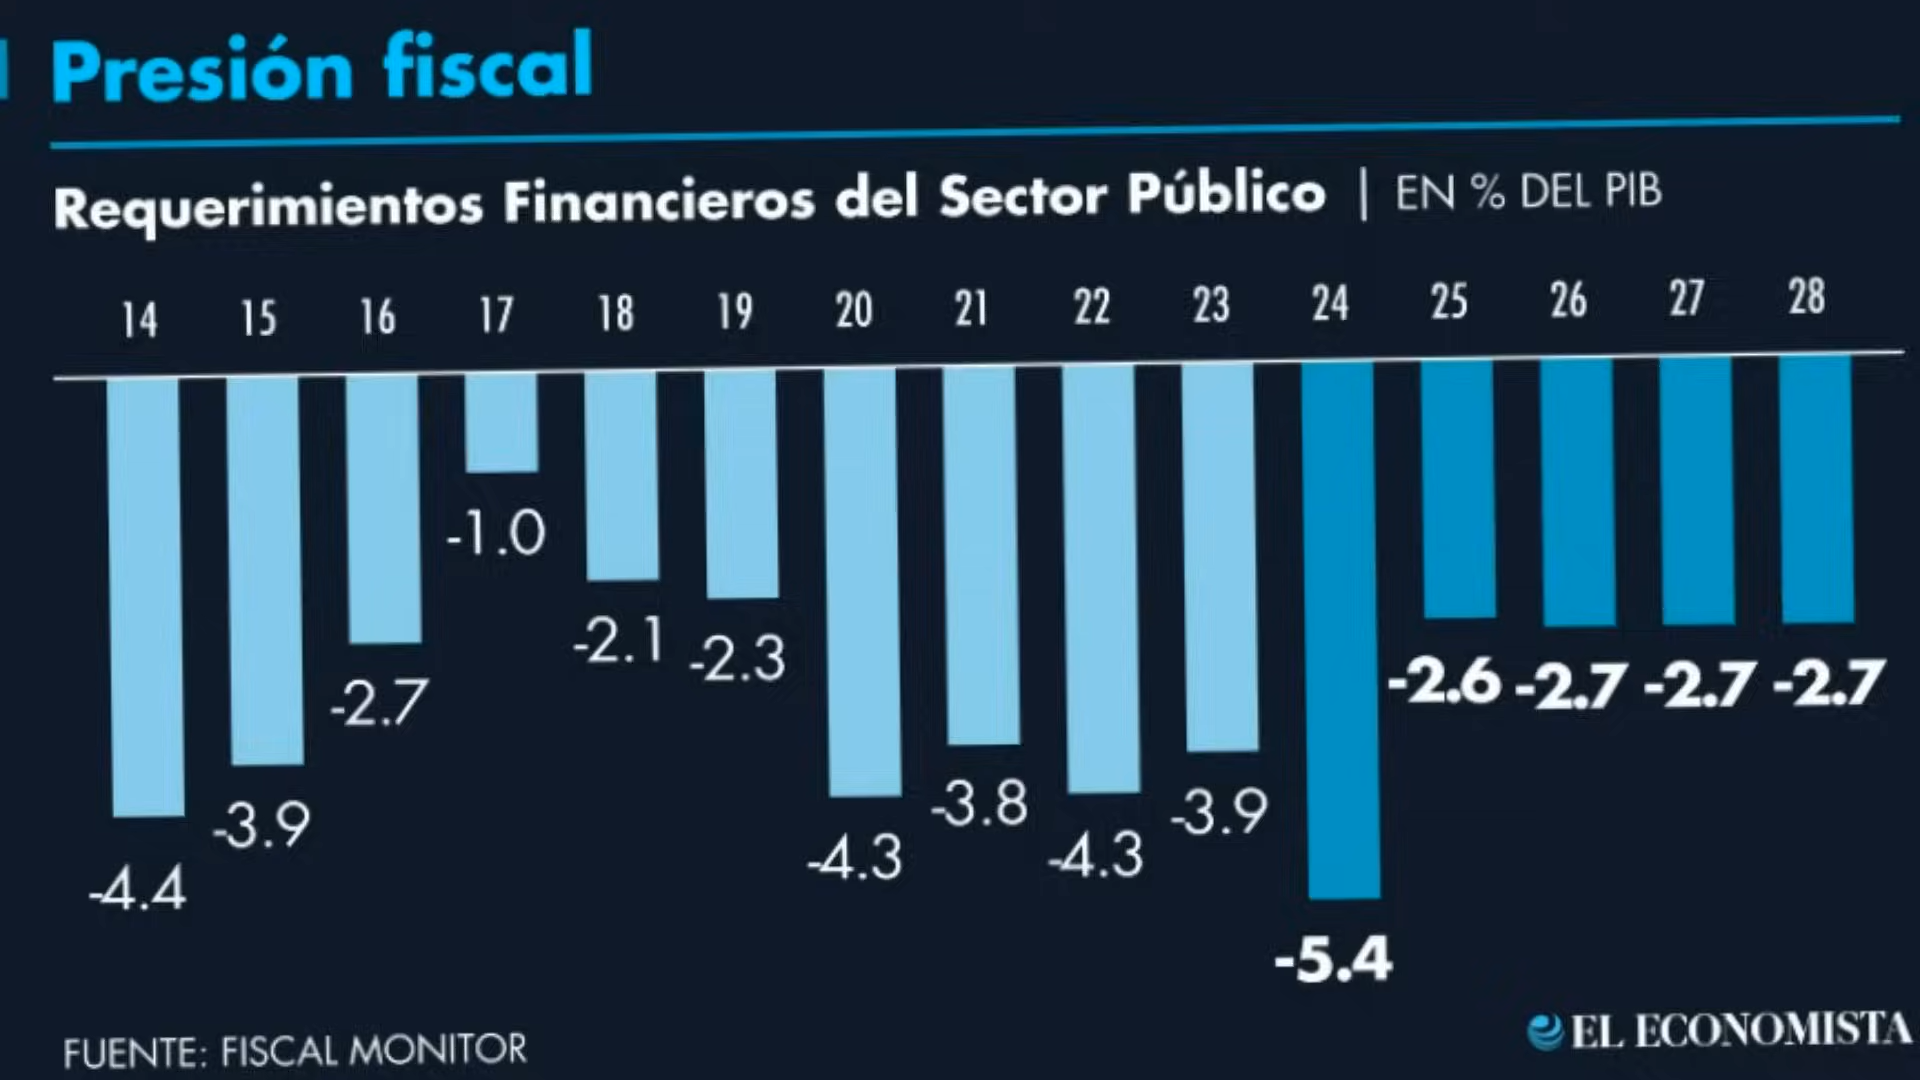 Presión fiscal
Requerimientos Financieros del Sector Público | EN % DEL PIB
14 15 16 17 18 19 20 21 22 23 24 25 26 27 28
-4.4 -3.9 -2.7 -1.0 -2.1 -2.3 -4.3 -3.8 -4.3 -3.9 -5.4 -2.6 -2.7 -2.7 -2.7
FUENTE: FISCAL MONITOR
EL ECONOMISTA